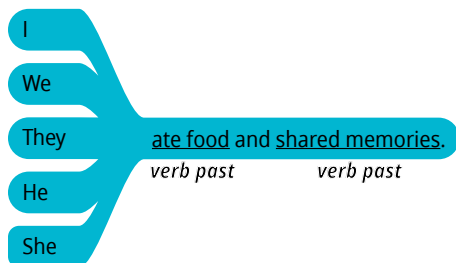 I
We
They
He
She
ate food and shared memories.
verb past verb past